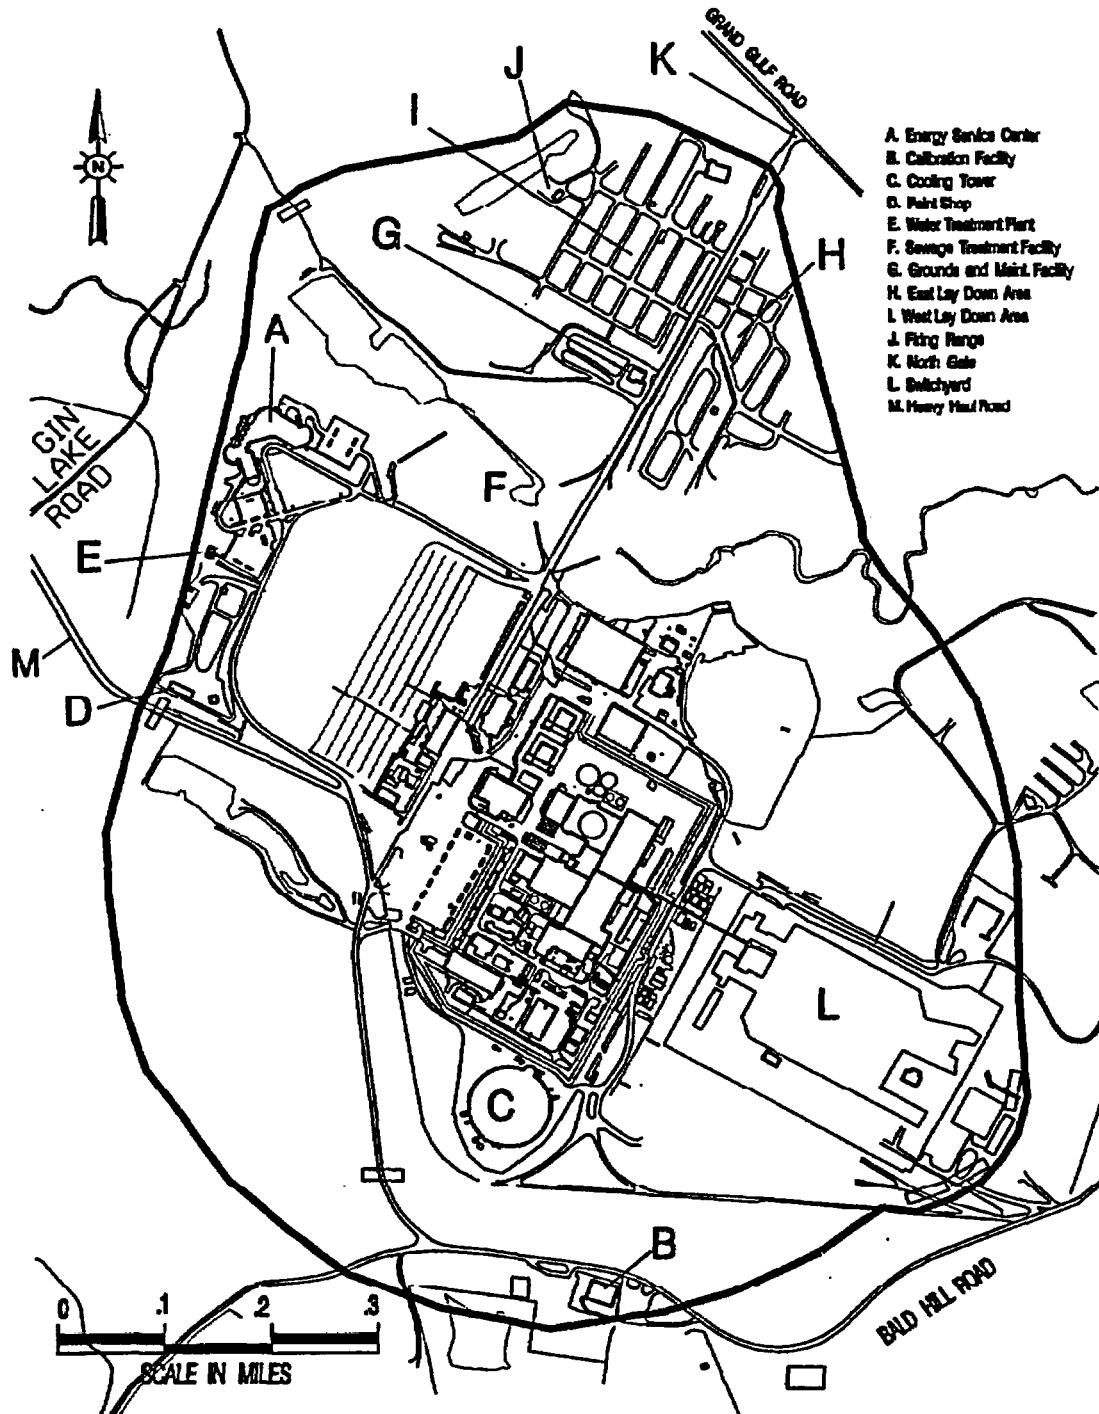 GRAND GULF ROAD
K
J
I
N
A. Energy Service Center
B. Calibration Facility
C. Cooling Tower
D. Paint Shop
E. Water Treatment Plant
F. Sewage Treatment Facility
G. Grounds and Maint. Facility
H. East Lay Down Area
I. West Lay Down Area
J. Firing Range
K. North Gate
L. Switchyard
M. Heavy Haul Road
G
H
A
GIN
LAKE
ROAD
F
E
M
D
L
C
B
BALD HILL ROAD
0 .1 .2 .3
SCALE IN MILES